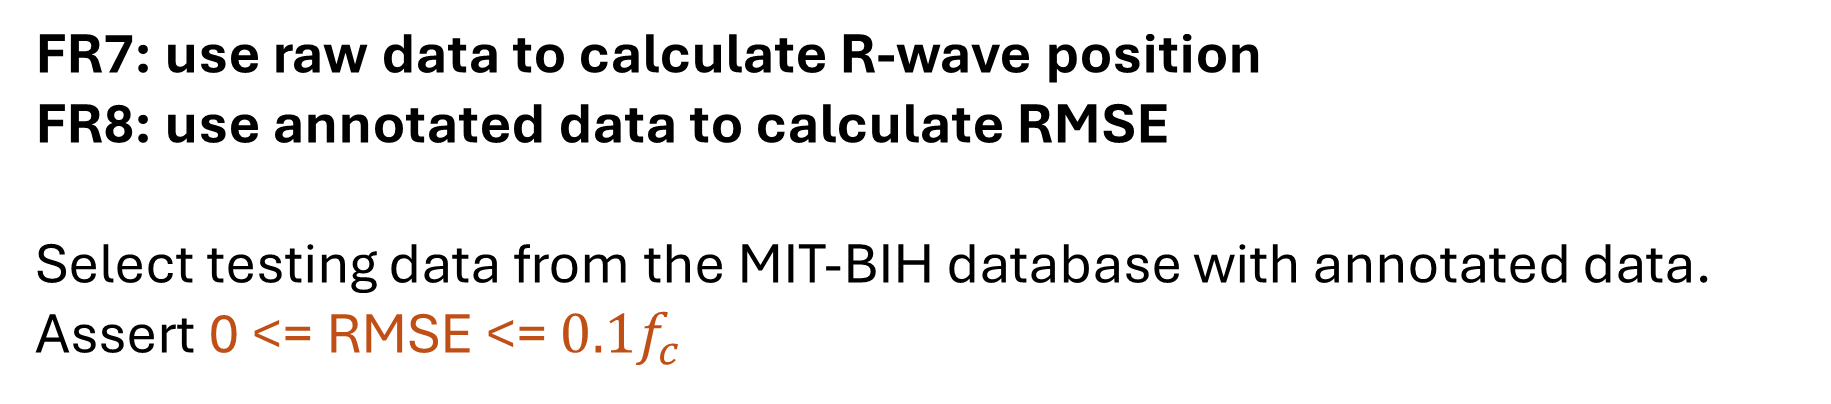 FR7: use raw data to calculate R-wave position
FR8: use annotated data to calculate RMSE
Select testing data from the MIT-BIH database with annotated data.
Assert 0 <= RMSE <= 0.1f_c